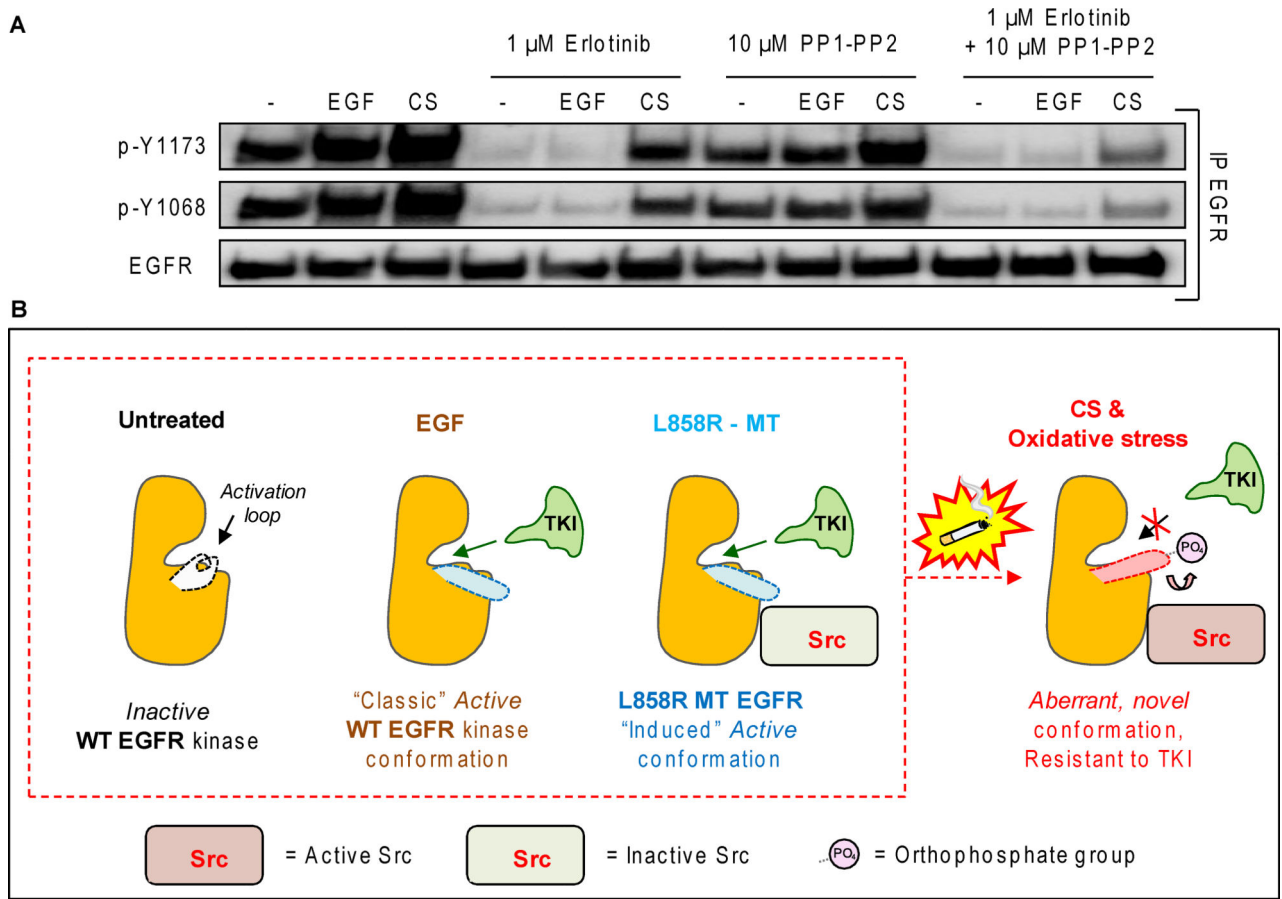 A
1 µM Erlotinib
10 µM PP1-PP2
1 µM Erlotinib
+ 10 µM PP1-PP2
- EGF CS - EGF CS - EGF CS - EGF CS
p-Y1173
p-Y1068
EGFR
IP EGFR
B
Untreated
EGF
L858R - MT
CS &
Oxidative stress
Activation
loop
TKI
TKI
TKI
PO4
Src
Src
Inactive
WT EGFR kinase
“Classic” Active
WT EGFR kinase
conformation
L858R MT EGFR
“Induced” Active
conformation
Aberrant, novel
conformation,
Resistant to TKI
Src = Active Src
Src = Inactive Src
PO4 = Orthophosphate group